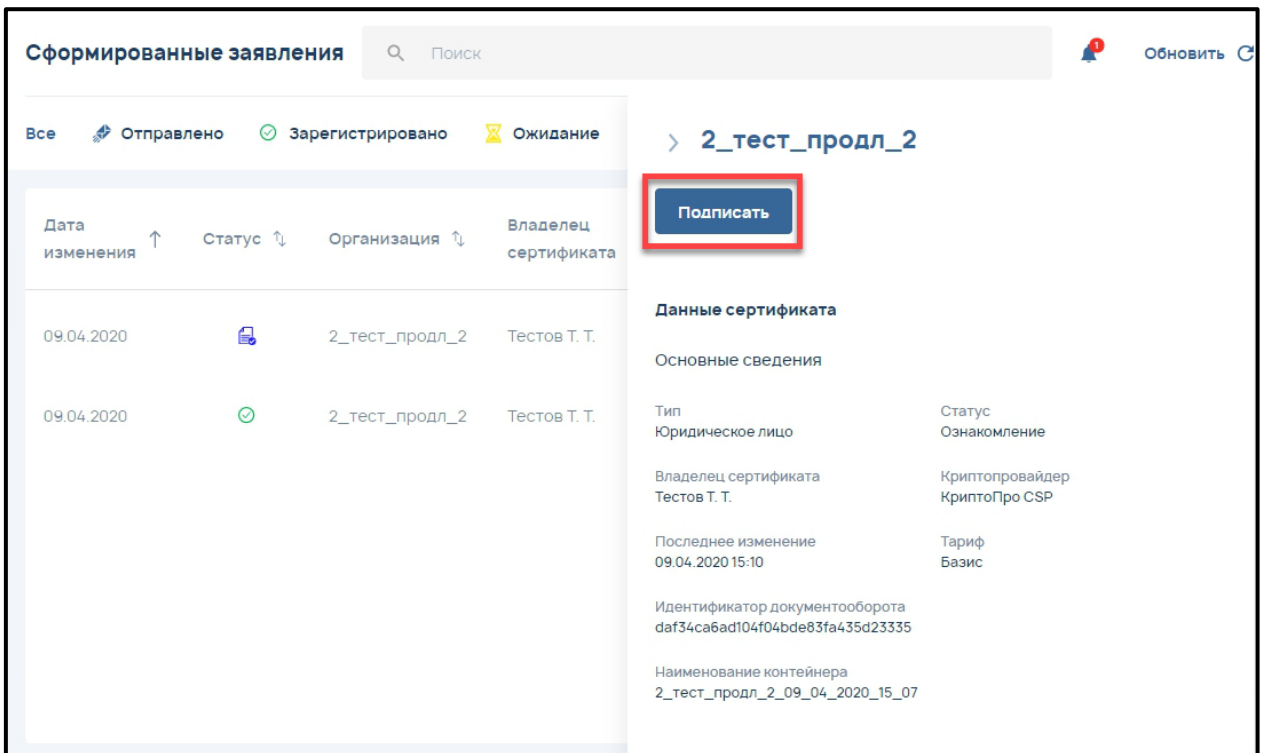 Сформированные заявления
Поиск
1
Обновить
Все
Отправлено
Зарегистрировано
Ожидание
Дата
изменения
Статус
Организация
Владелец
сертификата
09.04.2020
2_тест_продл_2
Тестов Т. Т.
09.04.2020
2_тест_продл_2
Тестов Т. Т.
2_тест_продл_2
Подписать
Данные сертификата
Основные сведения
Тип
Статус
Юридическое лицо
Ознакомление
Владелец сертификата
Криптопровайдер
Тестов Т. Т.
КриптоПро CSP
Последнее изменение
Тариф
09.04.2020 15:10
Базис
Идентификатор документооборота
daf34ca6ad104f04bde83fa435d23335
Наименование контейнера
2_тест_продл_2_09_04_2020_15_07